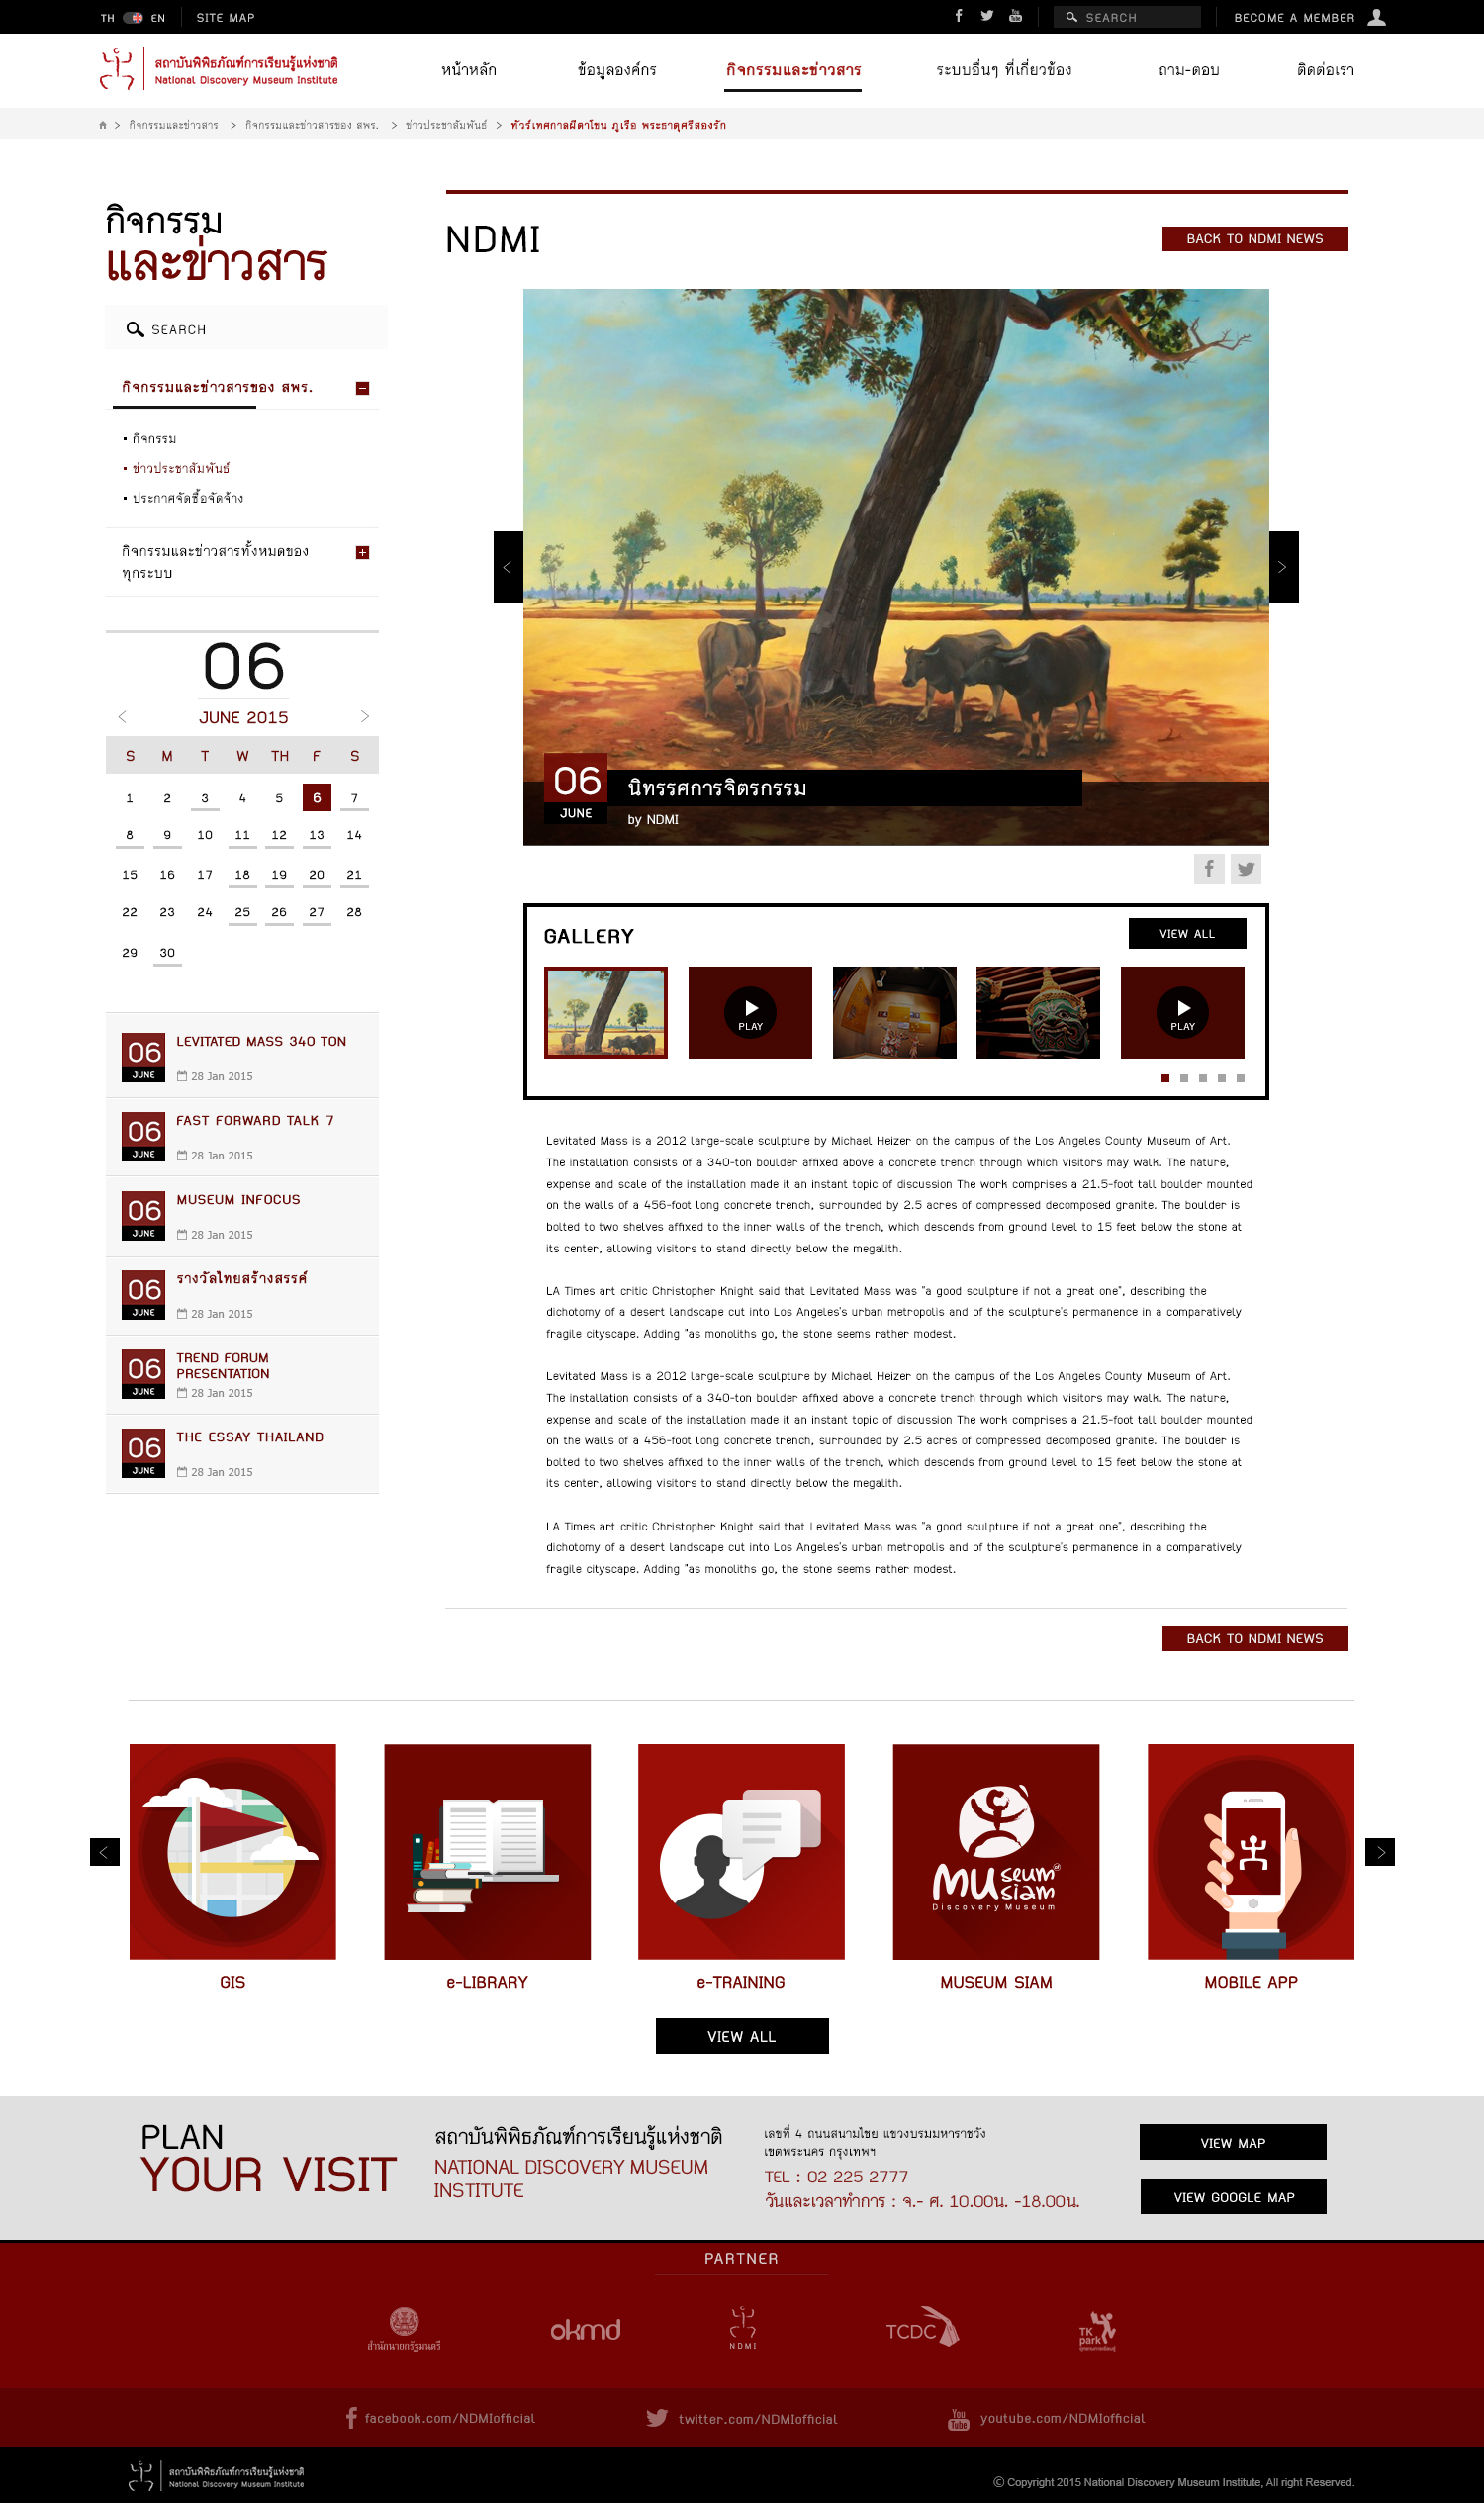 TH EN SITE MAP
SEARCH
BECOME A MEMBER
สถาบันพิพิธภัณฑ์การเรียนรู้แห่งชาติ
National Discovery Museum Institute
หน้าหลัก ข้อมูลองค์กร กิจกรรมและข่าวสาร ระบบอื่นๆ ที่เกี่ยวข้อง ถาม-ตอบ ติดต่อเรา
> กิจกรรมและข่าวสาร > กิจกรรมและข่าวสารของ สพร. > ข่าวประชาสัมพันธ์ > ทัวร์เทศกาลผีตาโขน ภูเรือ พระธาตุศรีสองรัก
กิจกรรม
และข่าวสาร
SEARCH
กิจกรรมและข่าวสารของ สพร.
• กิจกรรม
• ข่าวประชาสัมพันธ์
• ประกาศจัดซื้อจัดจ้าง
กิจกรรมและข่าวสารทั้งหมดของ
ทุกระบบ
06
JUNE 2015
S M T W TH F S
1 2 3 4 5 6 7
8 9 10 11 12 13 14
15 16 17 18 19 20 21
22 23 24 25 26 27 28
29 30
06
JUNE
LEVITATED MASS 340 TON
28 Jan 2015
06
JUNE
FAST FORWARD TALK 7
28 Jan 2015
06
JUNE
MUSEUM INFOCUS
28 Jan 2015
06
JUNE
รางวัลไทยสร้างสรรค์
28 Jan 2015
06
JUNE
TREND FORUM
PRESENTATION
28 Jan 2015
06
JUNE
THE ESSAY THAILAND
28 Jan 2015
NDMI
BACK TO NDMI NEWS
06
JUNE
นิทรรศการจิตรกรรม
by NDMI
GALLERY
VIEW ALL
PLAY
PLAY
Levitated Mass is a 2012 large-scale sculpture by Michael Heizer on the campus of the Los Angeles County Museum of Art.
The installation consists of a 340-ton boulder affixed above a concrete trench through which visitors may walk. The nature,
expense and scale of the installation made it an instant topic of discussion The work comprises a 21.5-foot tall boulder mounted
on the walls of a 456-foot long concrete trench, surrounded by 2.5 acres of compressed decomposed granite. The boulder is
bolted to two shelves affixed to the inner walls of the trench, which descends from ground level to 15 feet below the stone at
its center, allowing visitors to stand directly below the megalith.
LA Times art critic Christopher Knight said that Levitated Mass was "a good sculpture if not a great one", describing the
dichotomy of a desert landscape cut into Los Angeles's urban metropolis and of the sculpture's permanence in a comparatively
fragile cityscape. Adding "as monoliths go, the stone seems rather modest.
Levitated Mass is a 2012 large-scale sculpture by Michael Heizer on the campus of the Los Angeles County Museum of Art.
The installation consists of a 340-ton boulder affixed above a concrete trench through which visitors may walk. The nature,
expense and scale of the installation made it an instant topic of discussion The work comprises a 21.5-foot tall boulder mounted
on the walls of a 456-foot long concrete trench, surrounded by 2.5 acres of compressed decomposed granite. The boulder is
bolted to two shelves affixed to the inner walls of the trench, which descends from ground level to 15 feet below the stone at
its center, allowing visitors to stand directly below the megalith.
LA Times art critic Christopher Knight said that Levitated Mass was "a good sculpture if not a great one", describing the
dichotomy of a desert landscape cut into Los Angeles's urban metropolis and of the sculpture's permanence in a comparatively
fragile cityscape. Adding "as monoliths go, the stone seems rather modest.
BACK TO NDMI NEWS
museum
siam
Discovery Museum
GIS e-LIBRARY e-TRAINING MUSEUM SIAM MOBILE APP
VIEW ALL
PLAN
YOUR VISIT
สถาบันพิพิธภัณฑ์การเรียนรู้แห่งชาติ
NATIONAL DISCOVERY MUSEUM
INSTITUTE
เลขที่ 4 ถนนสนามไชย แขวงบรมมหาราชวัง
เขตพระนคร กรุงเทพฯ
TEL : 02 225 2777
วันและเวลาทำการ : จ.- ศ. 10.00น. -18.00น.
VIEW MAP
VIEW GOOGLE MAP
PARTNER
สำนักนายกรัฐมนตรี
okmd
NDMI
TCDC
TK
park
facebook.com/NDMIofficial
twitter.com/NDMIofficial
You
Tube
youtube.com/NDMIofficial
สถาบันพิพิธภัณฑ์การเรียนรู้แห่งชาติ
National Discovery Museum Institute
© Copyright 2015 National Discovery Museum Institute, All right Reserved.